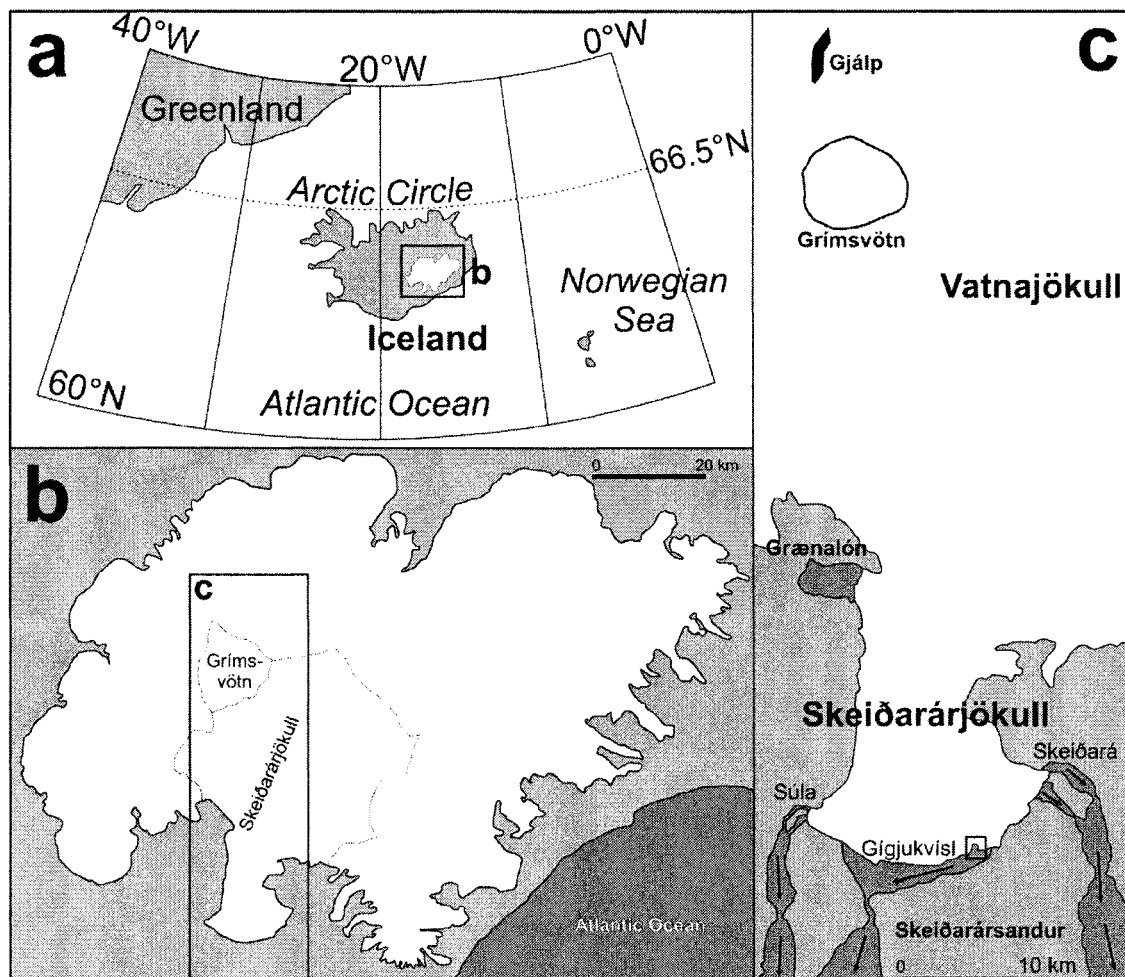 a
40°W
20°W
0°W
Greenland
66.5°N
Arctic Circle
b
Norwegian
Sea
Iceland
60°N
Atlantic Ocean
b
0
20 km
c
Gríms-
vötn
Skeiðarárjökull
Atlantic Ocean
c
Gjálp
Grímsvötn
Vatnajökull
Grænalón
Skeiðarárjökull
Skeiðará
Súla
Gígjukvísl
Skeiðarársandur
0
10 km